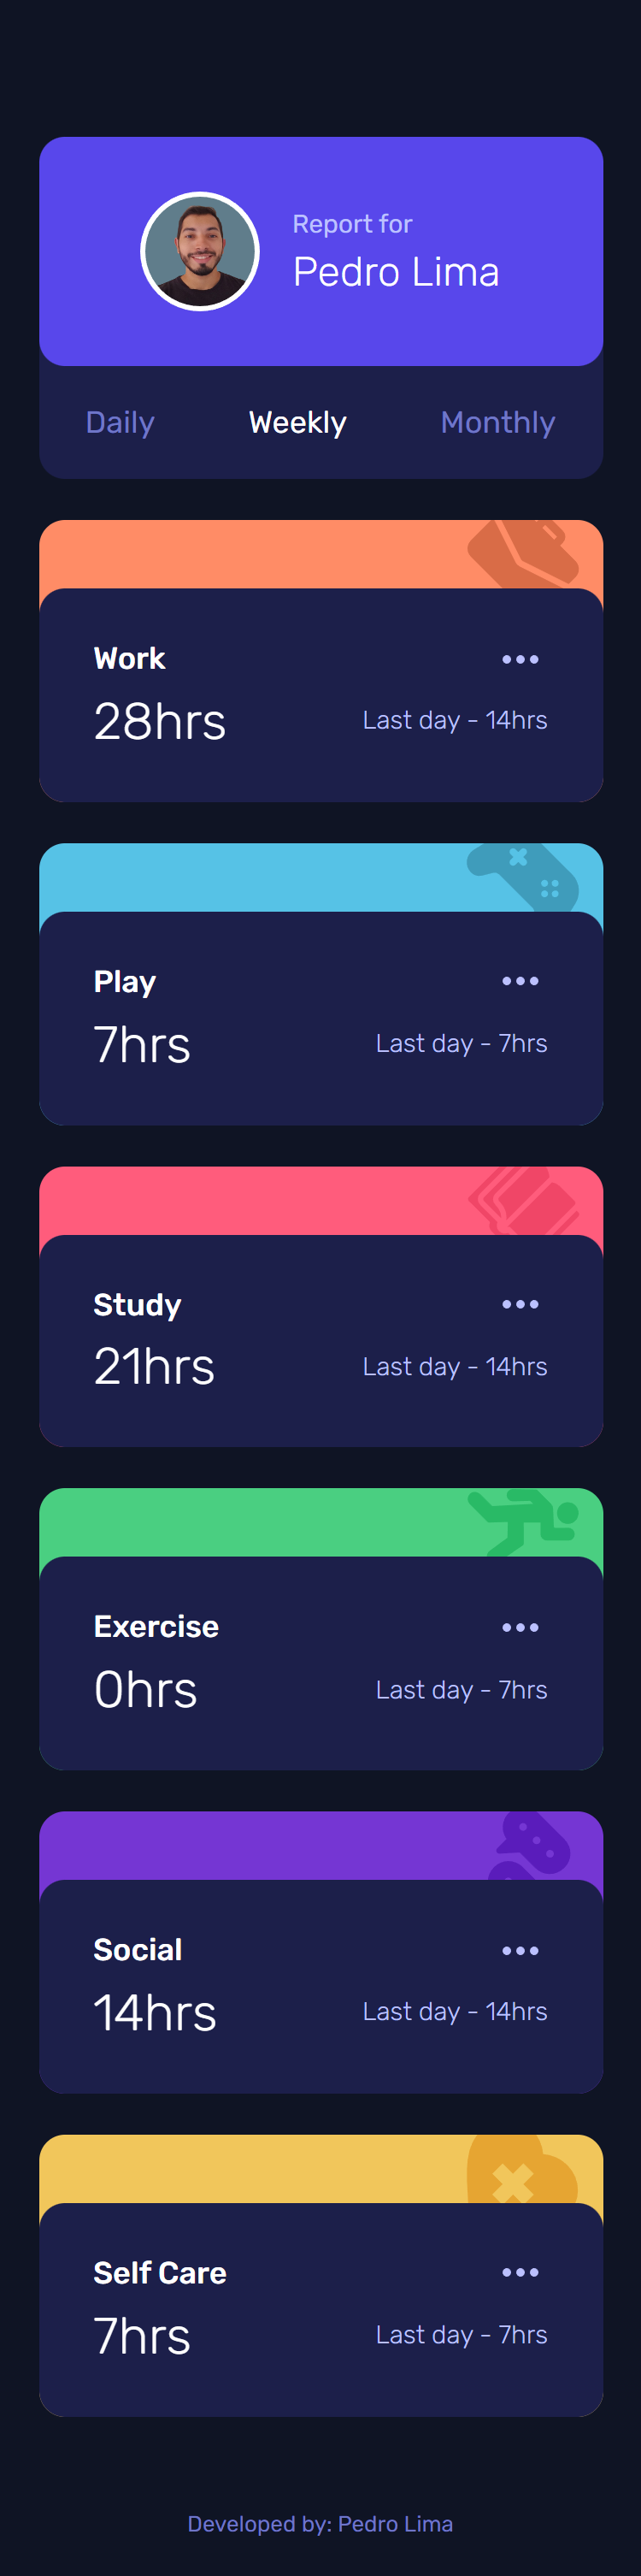 Report for
Pedro Lima
Daily Weekly Monthly
Work
28hrs Last day - 14hrs
Play
7hrs Last day - 7hrs
Study
21hrs Last day - 14hrs
Exercise
0hrs Last day - 7hrs
Social
14hrs Last day - 14hrs
Self Care
7hrs Last day - 7hrs
Developed by: Pedro Lima